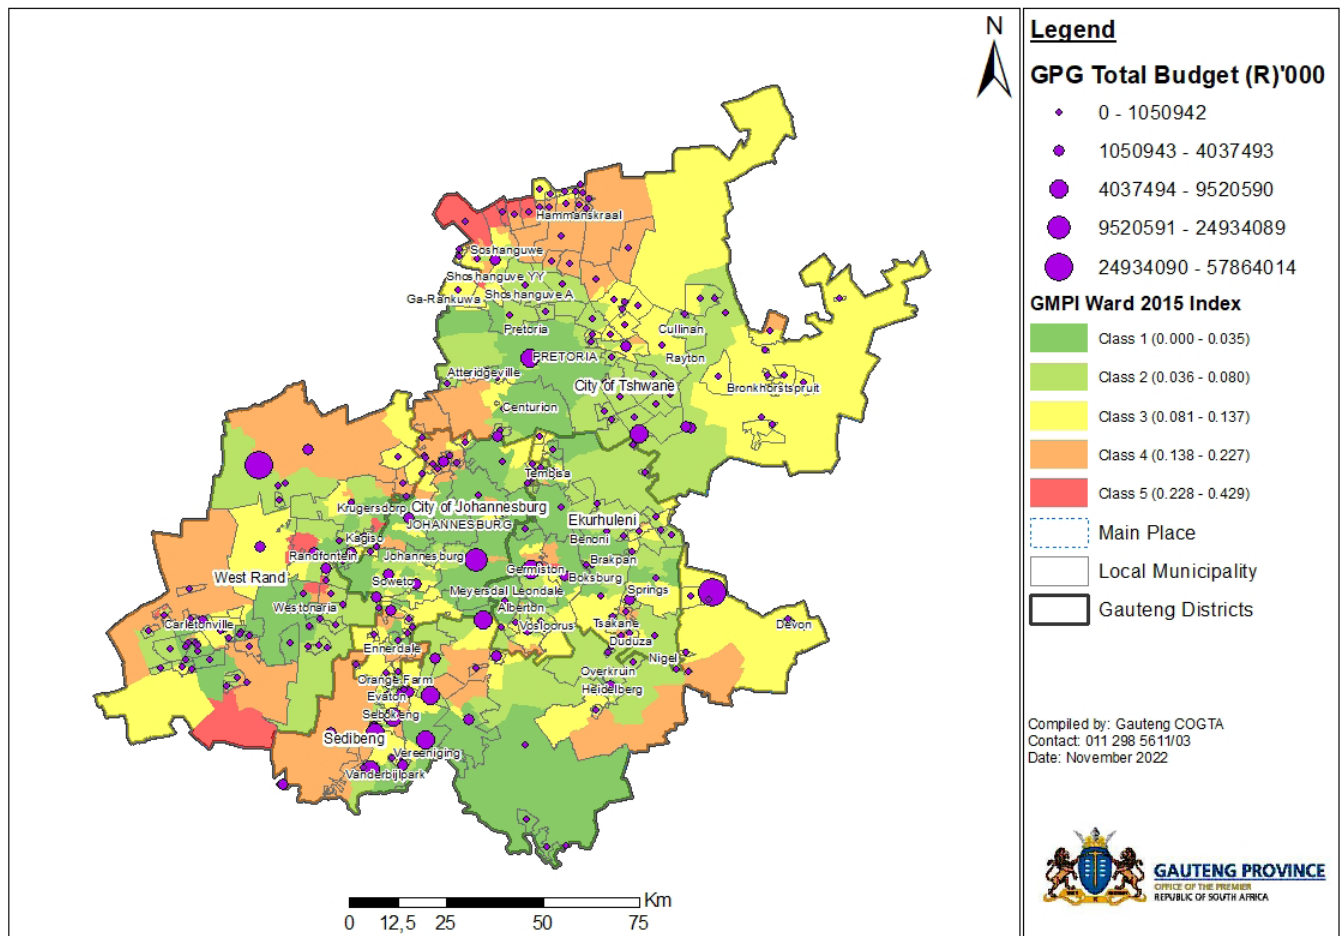 N
Hammanskraal
Soshanguwe
Shoshanguve YY
Ga-Rankuwa
Shoshanguve A
Pretoria
Cullinan
PRETORIA
Rayton
Atteridgeville
City of Tshwane
Bronkhorstspruit
Centurion
Tembisa
Krugersdorp
City of Johannesburg
JOHANNESBURG
Ekurhuleni
Kagiso
Benoni
Randfontein
Johannesburg
Brakpan
Germiston
West Rand
Soweto
Boksburg
Meyersdal
Leondale
Springs
Westonaria
Alberton
Carletonville
Vosloorus
Tsakane
Devon
Duduza
Ennerdale
Nigel
Overkruin
Orange Farm
Heidelberg
Evaton
Sebokeng
Sedibeng
Vereeniging
Vanderbijlpark
Km
0 12,5 25 50 75
Legend
GPG Total Budget (R)'000
0 - 1050942
1050943 - 4037493
4037494 - 9520590
9520591 - 24934089
24934090 - 57864014
GMPI Ward 2015 Index
Class 1 (0.000 - 0.035)
Class 2 (0.036 - 0.080)
Class 3 (0.081 - 0.137)
Class 4 (0.138 - 0.227)
Class 5 (0.228 - 0.429)
Main Place
Local Municipality
Gauteng Districts
Compiled by: Gauteng COGTA
Contact: 011 298 5611/03
Date: November 2022
GAUTENG PROVINCE
OFFICE OF THE PREMIER
REPUBLIC OF SOUTH AFRICA